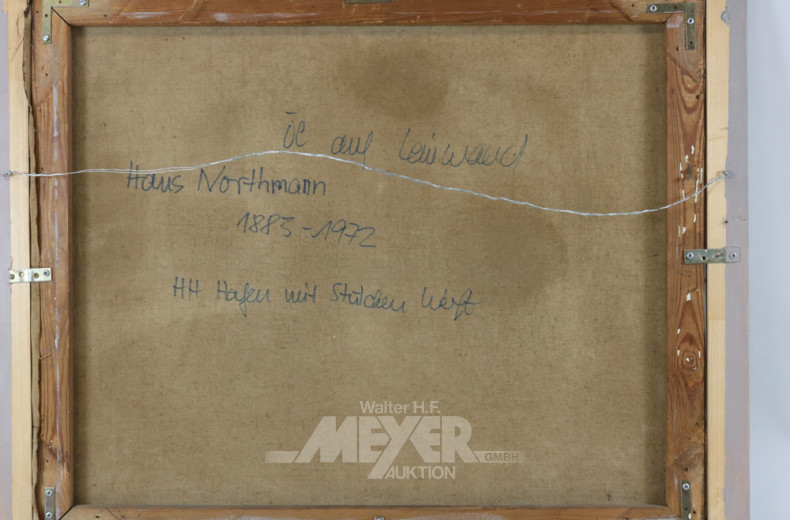 Öl auf Leinwand
Hans Northmann
1883-1972
HH Hafen mit Stülcken Werft
Walter H.F.
MEYER
GMBH
AUKTION